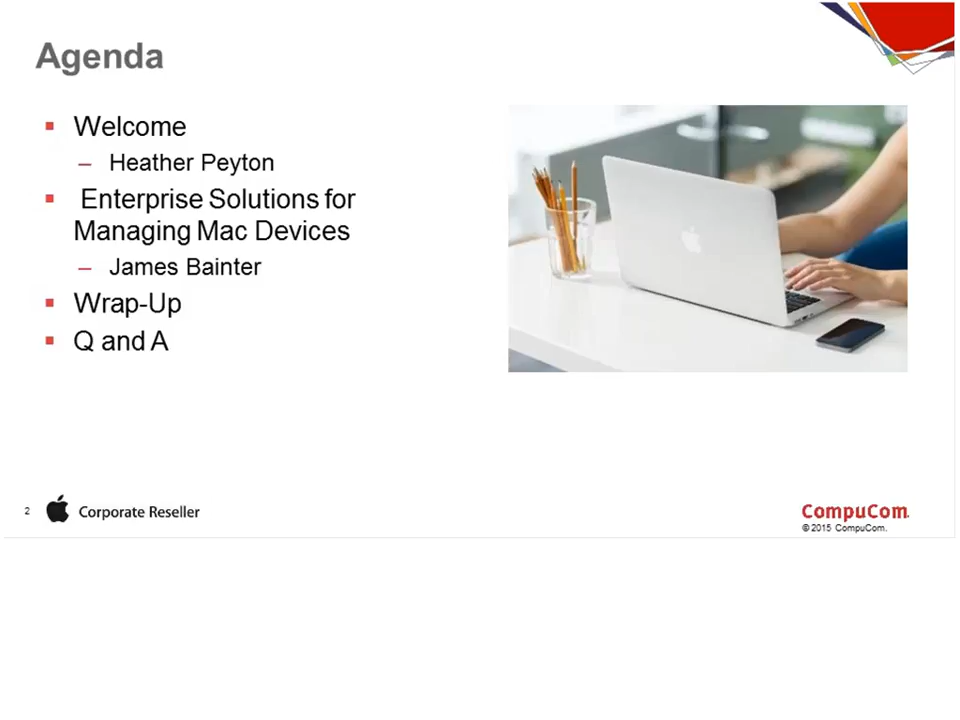 Agenda
▪ Welcome
– Heather Peyton
▪ Enterprise Solutions for
Managing Mac Devices
– James Bainter
▪ Wrap-Up
▪ Q and A
2 Corporate Reseller
CompuCom.
© 2015 CompuCom.